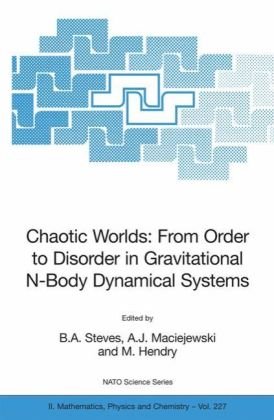 Chaotic Worlds: From Order
to Disorder in Gravitational
N-Body Dynamical Systems
Edited by
B.A. Steves, A.J. Maciejewski
and M. Hendry
NATO Science Series
II. Mathematics, Physics and Chemistry – Vol. 227